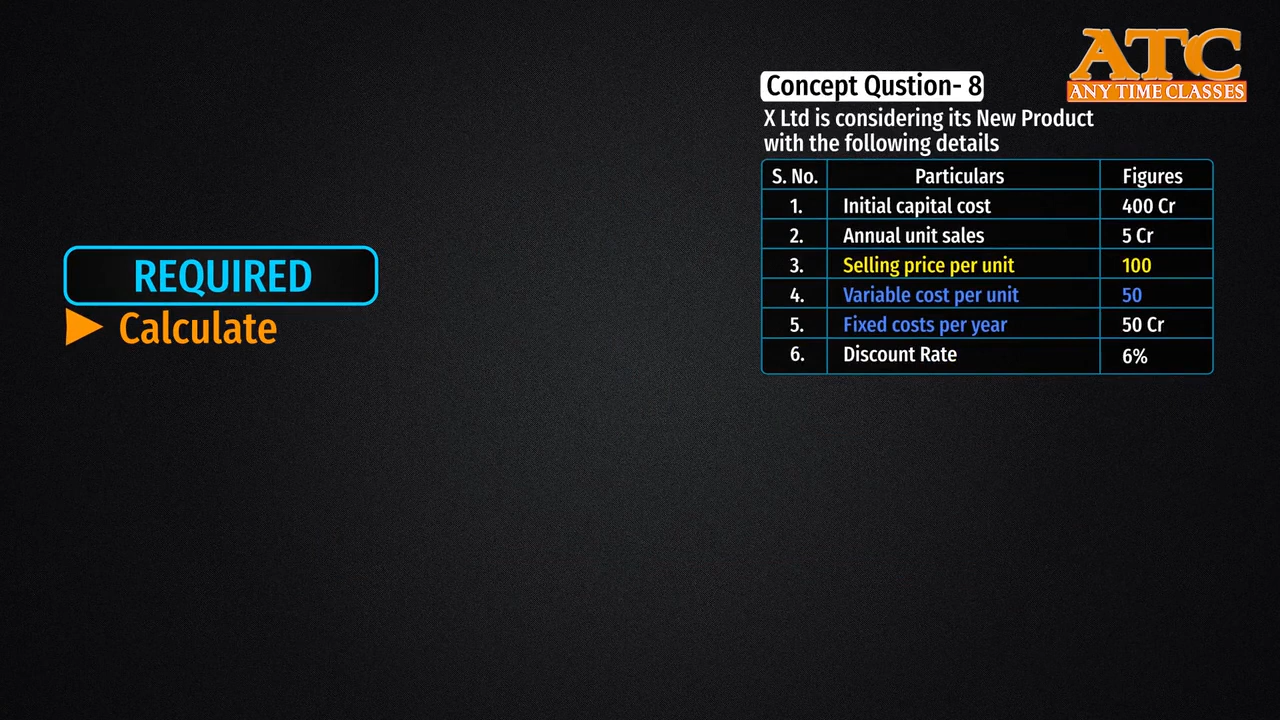 ATC
ANY TIME CLASSES
Concept Qustion- 8
X Ltd is considering its New Product
with the following details
S. No. Particulars Figures
1. Initial capital cost 400 Cr
2. Annual unit sales 5 Cr
3. Selling price per unit 100
4. Variable cost per unit 50
5. Fixed costs per year 50 Cr
6. Discount Rate 6%
REQUIRED
Calculate